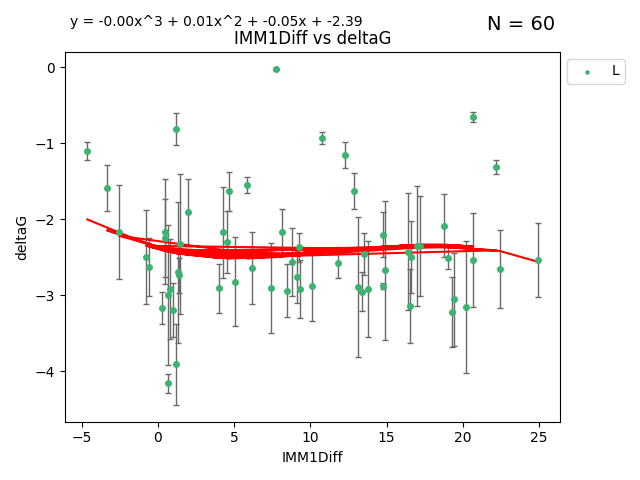 y = -0.00x^3 + 0.01x^2 + -0.05x + -2.39
N = 60
IMM1Diff vs deltaG
L
0
−1
−2
−3
−4
deltaG
−5 0 5 10 15 20 25
IMM1Diff